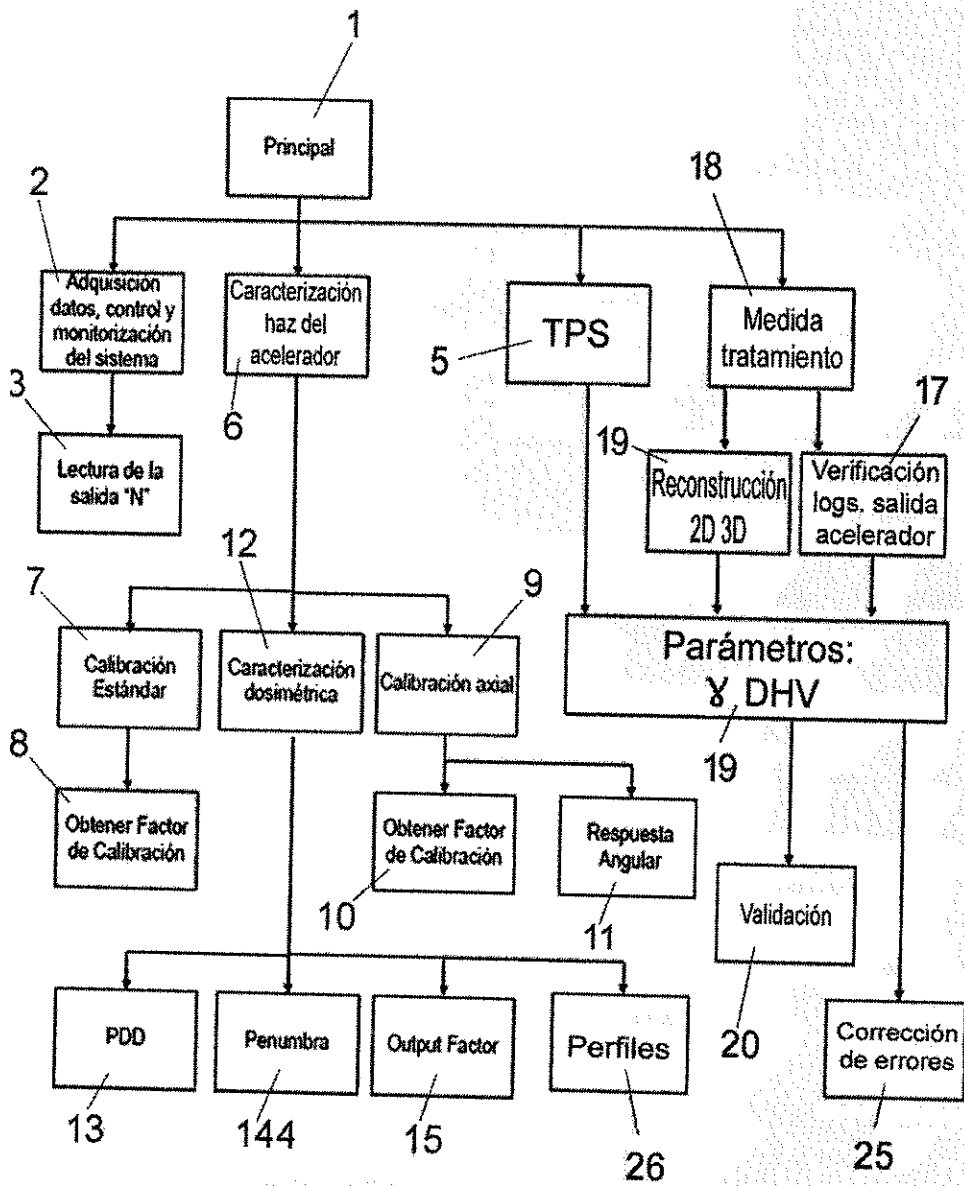 1
Principal
2
18
Adquisición
datos, control y
monitorización
del sistema
Caracterización
haz del
acelerador
TPS
Medida
tratamiento
5
3
6
19
17
Lectura de la
salida "N"
Reconstrucción
2D 3D
Verificación
logs. salida
acelerador
7
12
9
Calibración
Estándar
Caracterización
dosimétrica
Calibración axial
Parámetros:
ɣ DHV
19
8
Obtener Factor
de Calibración
Obtener Factor
de Calibración
Respuesta
Angular
10
11
Validación
20
PDD
Penumbra
Output Factor
Perfiles
Corrección
de errores
13
144
15
26
25